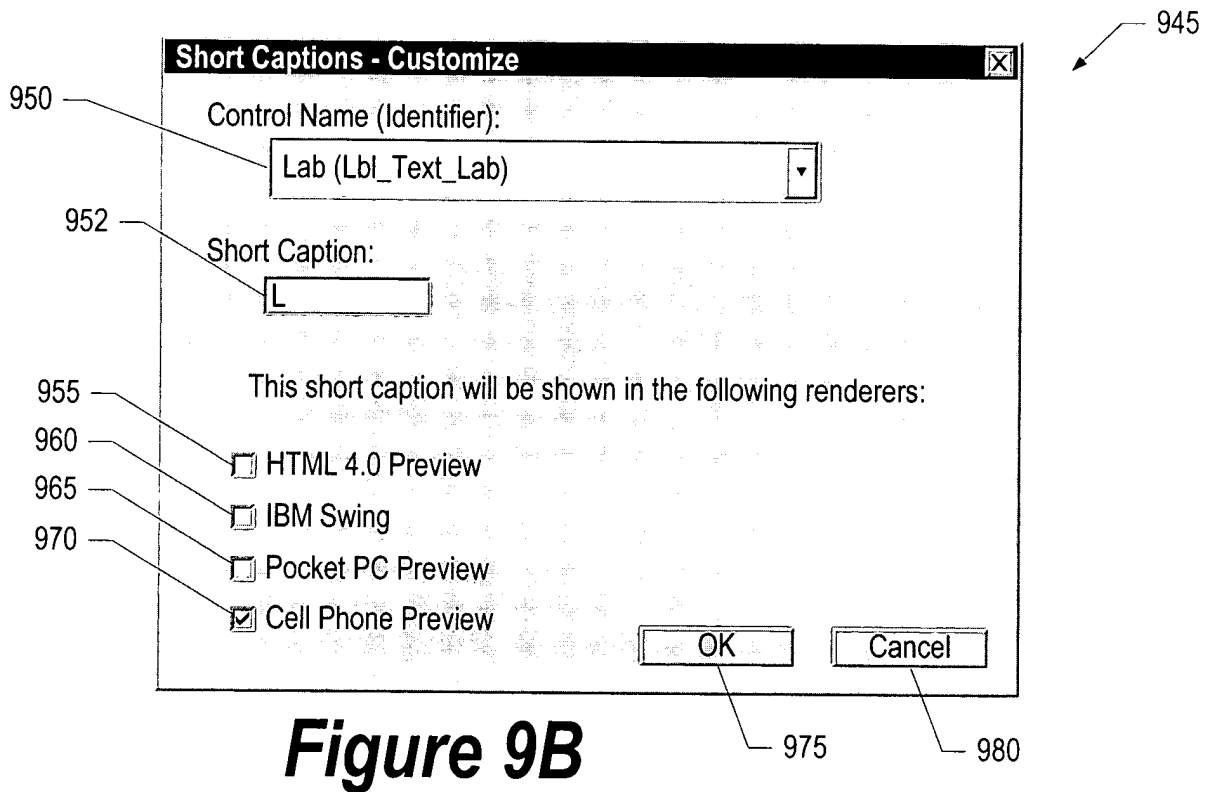 945
Short Captions - Customize
950
Control Name (Identifier):
Lab (Lbl_Text_Lab)
952
Short Caption:
L
This short caption will be shown in the following renderers:
955
HTML 4.0 Preview
960
IBM Swing
965
Pocket PC Preview
970
Cell Phone Preview
OK
Cancel
975
980
Figure 9B